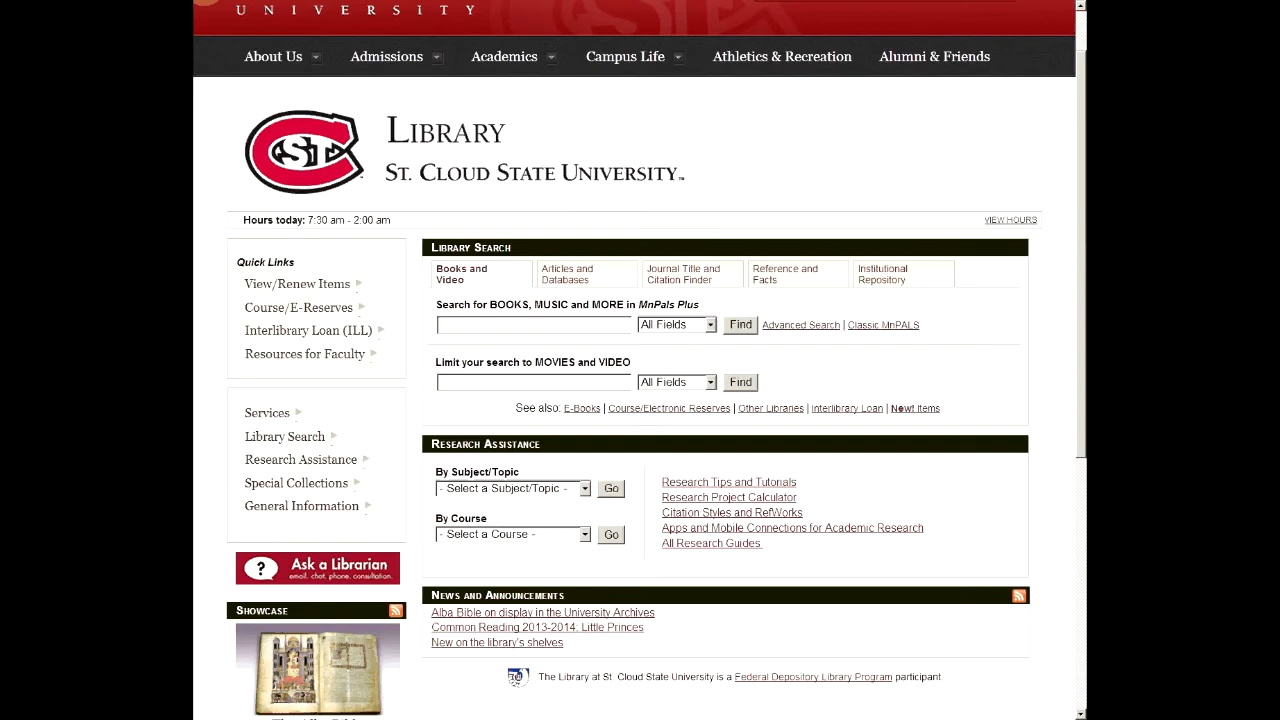 UNIVERSITY
About Us Admissions Academics Campus Life Athletics & Recreation Alumni & Friends
LIBRARY
ST. CLOUD STATE UNIVERSITY
Hours today: 7:30 am - 2:00 am VIEW HOURS
Quick Links
View/Renew Items
Course/E-Reserves
Interlibrary Loan (ILL)
Resources for Faculty
Services
Library Search
Research Assistance
Special Collections
General Information
Ask a Librarian
email, chat, phone, consultation.
SHOWCASE
LIBRARY SEARCH
Books and Video
Articles and Databases
Journal Title and Citation Finder
Reference and Facts
Institutional Repository
Search for BOOKS, MUSIC and MORE in MnPals Plus
All Fields Find Advanced Search | Classic MnPALS
Limit your search to MOVIES and VIDEO
All Fields Find
See also: E-Books | Course/Electronic Reserves | Other Libraries | Interlibrary Loan | New! Items
RESEARCH ASSISTANCE
By Subject/Topic
- Select a Subject/Topic - Go
By Course
- Select a Course - Go
Research Tips and Tutorials
Research Project Calculator
Citation Styles and RefWorks
Apps and Mobile Connections for Academic Research
All Research Guides
NEWS AND ANNOUNCEMENTS
Alba Bible on display in the University Archives
Common Reading 2013-2014: Little Princes
New on the library's shelves
The Library at St. Cloud State University is a Federal Depository Library Program participant